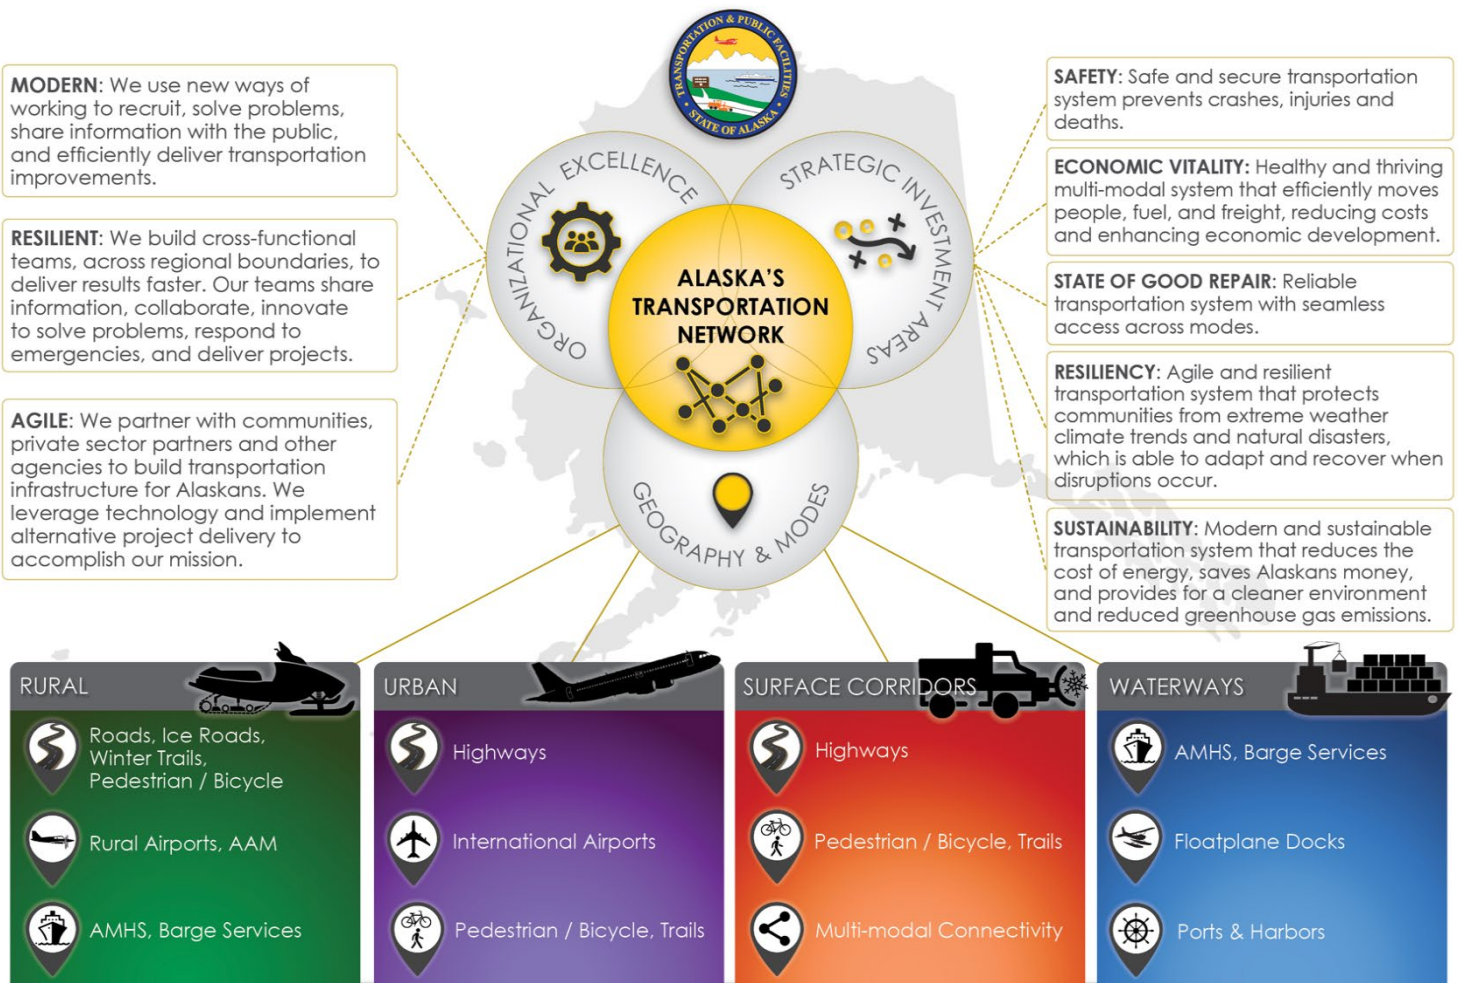 TRANSPORTATION & PUBLIC FACILITIES
STATE OF ALASKA
MODERN: We use new ways of
working to recruit, solve problems,
share information with the public,
and efficiently deliver transportation
improvements.
RESILIENT: We build cross-functional
teams, across regional boundaries, to
deliver results faster. Our teams share
information, collaborate, innovate
to solve problems, respond to
emergencies, and deliver projects.
AGILE: We partner with communities,
private sector partners and other
agencies to build transportation
infrastructure for Alaskans. We
leverage technology and implement
alternative project delivery to
accomplish our mission.
ORGANIZATIONAL EXCELLENCE
STRATEGIC INVESTMENT AREAS
ALASKA'S
TRANSPORTATION
NETWORK
GEOGRAPHY & MODES
SAFETY: Safe and secure transportation
system prevents crashes, injuries and
deaths.
ECONOMIC VITALITY: Healthy and thriving
multi-modal system that efficiently moves
people, fuel, and freight, reducing costs
and enhancing economic development.
STATE OF GOOD REPAIR: Reliable
transportation system with seamless
access across modes.
RESILIENCY: Agile and resilient
transportation system that protects
communities from extreme weather
climate trends and natural disasters,
which is able to adapt and recover when
disruptions occur.
SUSTAINABILITY: Modern and sustainable
transportation system that reduces the
cost of energy, saves Alaskans money,
and provides for a cleaner environment
and reduced greenhouse gas emissions.
RURAL
Roads, Ice Roads,
Winter Trails,
Pedestrian / Bicycle
Rural Airports, AAM
AMHS, Barge Services
URBAN
Highways
International Airports
Pedestrian / Bicycle, Trails
SURFACE CORRIDORS
Highways
Pedestrian / Bicycle, Trails
Multi-modal Connectivity
WATERWAYS
AMHS, Barge Services
Floatplane Docks
Ports & Harbors